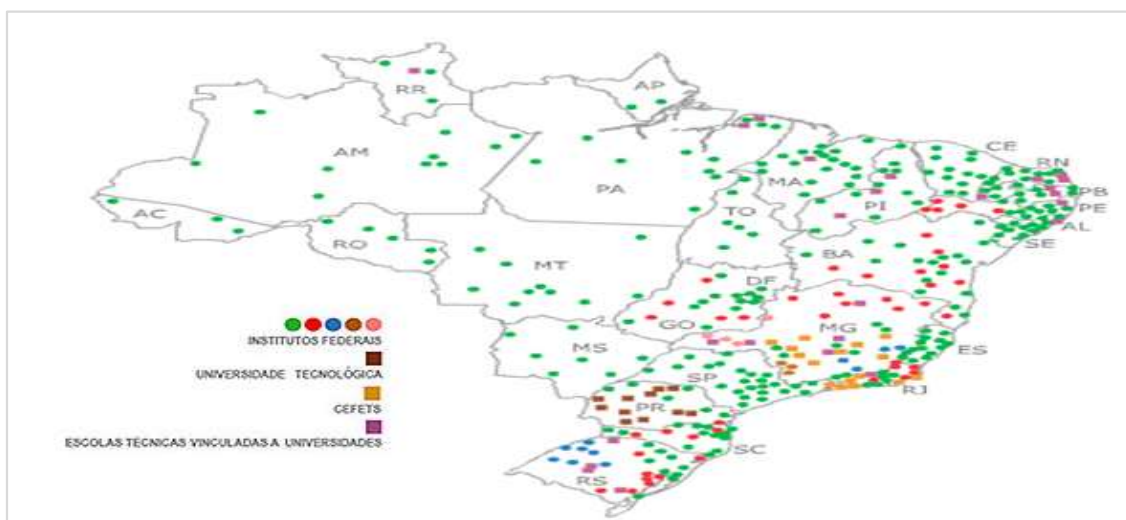 RR
AP
AM
PA
CE
RN
MA
PB
PI
PE
AC
TO
AL
RO
SE
BA
MT
DF
GO
MG
MS
ES
SP
RJ
PR
SC
RS
INSTITUTOS FEDERAIS
UNIVERSIDADE TECNOLÓGICA
CEFETS
ESCOLAS TÉCNICAS VINCULADAS A UNIVERSIDADES